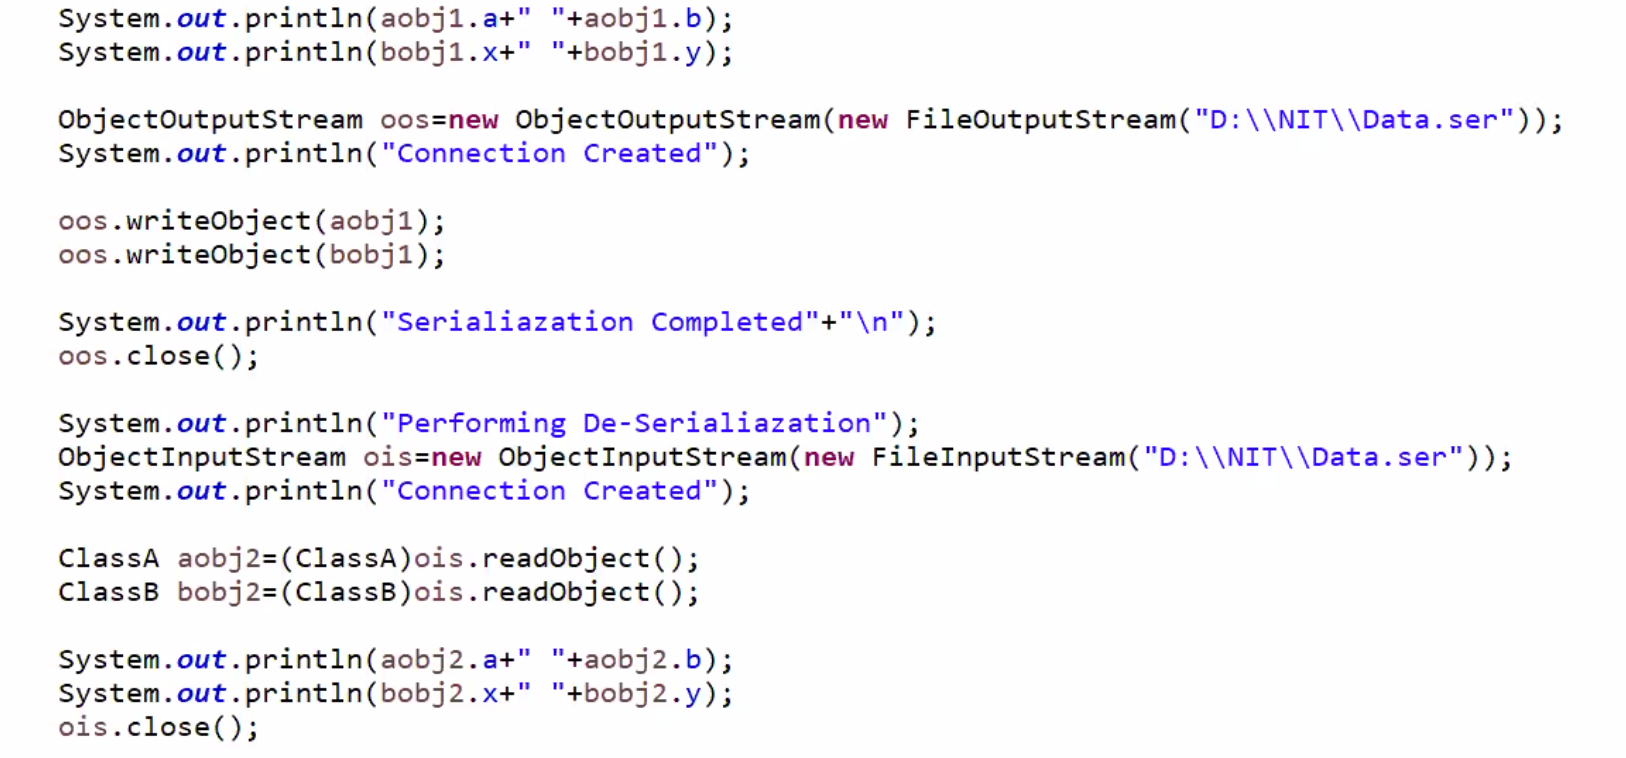 System.out.println(aobj1.a+" "+aobj1.b);
System.out.println(bobj1.x+" "+bobj1.y);
ObjectOutputStream oos=new ObjectOutputStream(new FileOutputStream("D:\\NIT\\Data.ser"));
System.out.println("Connection Created");
oos.writeObject(aobj1);
oos.writeObject(bobj1);
System.out.println("Serialiazation Completed"+"\n");
oos.close();
System.out.println("Performing De-Serialiazation");
ObjectInputStream ois=new ObjectInputStream(new FileInputStream("D:\\NIT\\Data.ser"));
System.out.println("Connection Created");
ClassA aobj2=(ClassA)ois.readObject();
ClassB bobj2=(ClassB)ois.readObject();
System.out.println(aobj2.a+" "+aobj2.b);
System.out.println(bobj2.x+" "+bobj2.y);
ois.close();